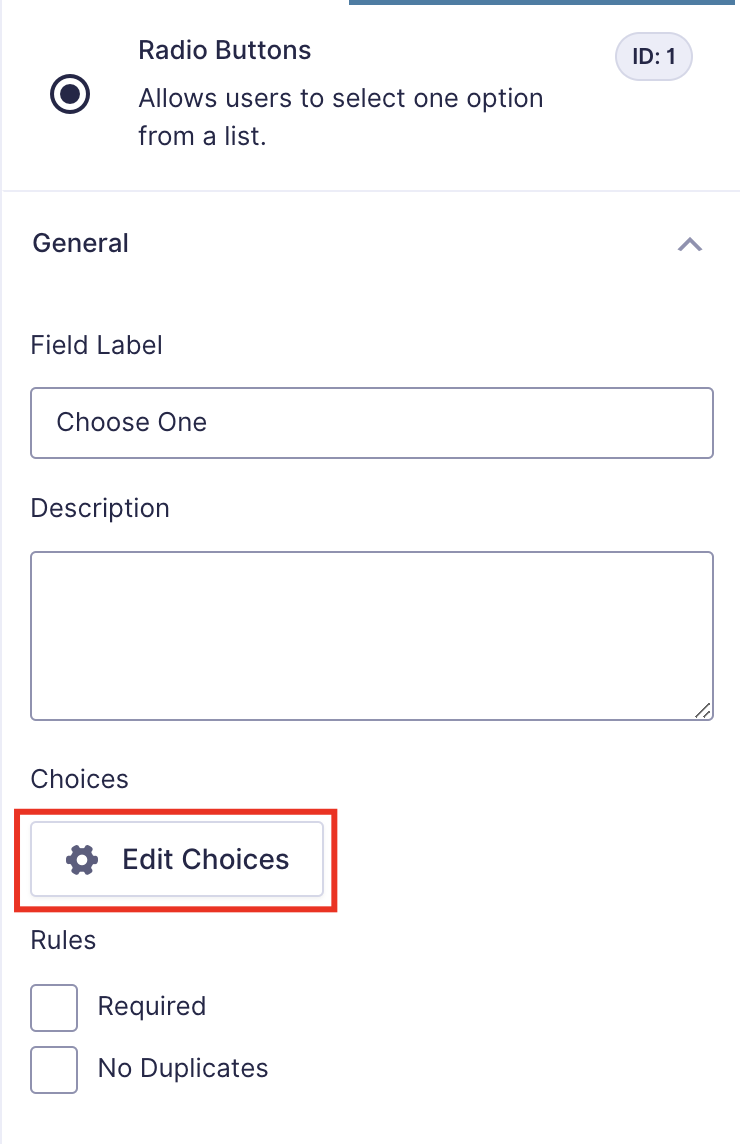 Radio Buttons
ID: 1
Allows users to select one option
from a list.
General
Field Label
Choose One
Description
Choices
Edit Choices
Rules
Required
No Duplicates